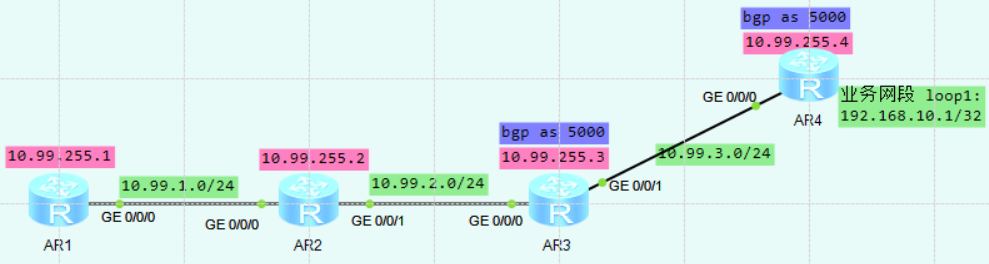 bgp as 5000
10.99.255.4
GE 0/0/0
R
AR4
业务网段 loop1:
192.168.10.1/32
bgp as 5000
10.99.255.3
10.99.3.0/24
GE 0/0/1
10.99.255.1
10.99.1.0/24
10.99.255.2
10.99.2.0/24
R
GE 0/0/0
GE 0/0/0
R
GE 0/0/1
GE 0/0/0
R
AR1
AR2
AR3